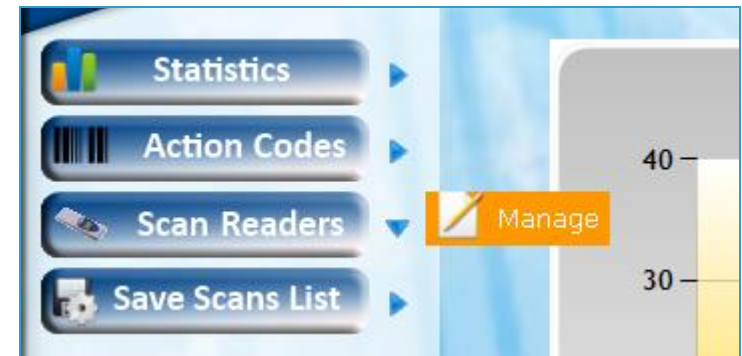 Statistics
Action Codes
Scan Readers
Manage
Save Scans List
40
30